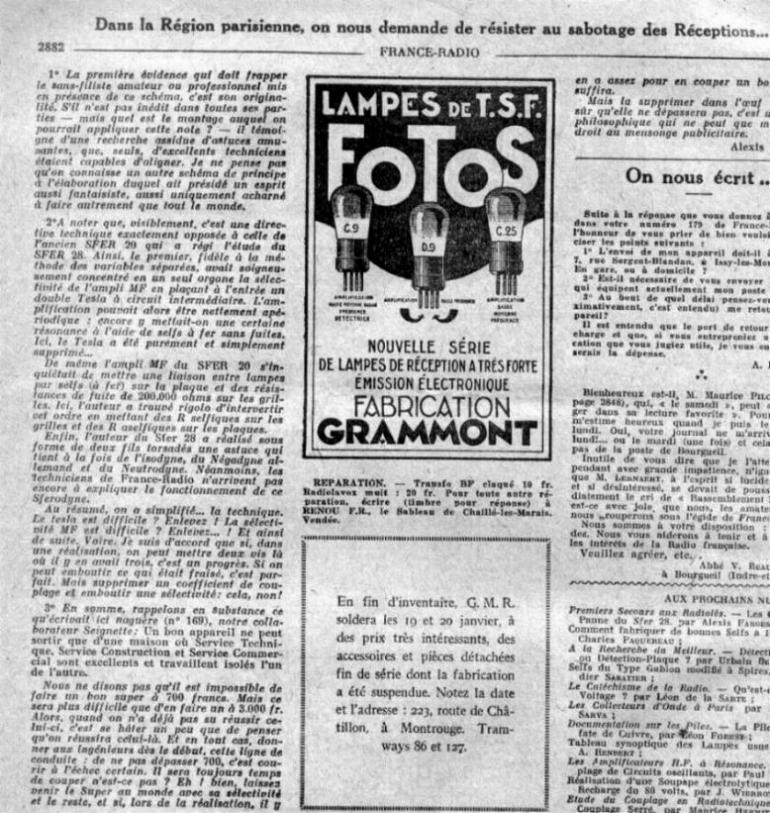 Dans la Région parisienne, on nous demande de résister au sabotage des Réceptions...
2882
FRANCE-RADIO
1° La première évidence qui doit frapper
le sans-filiste amateur ou professionnel mis
en présence de ce schéma, c'est son origina-
lité. S'il n'est pas inédit dans toutes ses par-
ties — mais quel est le montage auquel on
pourrait appliquer cette note ? — il témoi-
gne d'une recherche assidue d'astuces amu-
santes, que, seuls, d'excellents techniciens
étaient capables d'aligner. Je ne pense pas
qu'on connaisse un autre schéma de principe
à l'élaboration duquel ait présidé un esprit
aussi fantaisiste, aussi uniquement acharné
à faire autrement que tout le monde.
2° A noter que, visiblement, c'est une direc-
tive technique exactement opposée à celle de
l'ancien SFER 20 qui a régi l'étude du
SFER 28. Ainsi, le premier, fidèle à la mé-
thode des variables séparées, avait soigneu-
sement concentré en un seul organe la sélec-
tivité de l'ampli MF en plaçant à l'entrée un
double Tesla à circuit intermédiaire. L'am-
plification pouvait alors être nettement apé-
riodique : encore y mettait-on une certaine
résonance à l'aide de selfs à fer sans fuites.
Ici, le Tesla a été purement et simplement
supprimé...
De même l'ampli MF du SFER 20 s'in-
quiétait de mettre une liaison entre lampes
par selfs (à fer) sur la plaque et des résis-
tances de fuite de 200.000 ohms sur les gril-
les. Ici, l'auteur a trouvé rigolo d'intervertir
cet ordre en mettant des R selfiques sur les
grilles et des R aselfiques sur les plaques.
Enfin, l'auteur du Sfer 28 a réalisé sous
forme de deux fils torsadés une astuce qui
tient à la fois de l'Isodyne, du Négadyne al-
lemand et du Neutrodyne. Néanmoins, les
techniciens de France-Radio n'arrivent pas
encore à expliquer le fonctionnement de ce
Sferodyne.
Au résumé, on a simplifié... la technique.
Le tesla est difficile ? Enlevez ! La sélecti-
vité MF est difficile ? Enlevez... ! Et ainsi
de suite. Voire. Je suis d'accord que si, dans
une réalisation, on peut mettre deux vis là
où il y en avait trois, c'est un progrès. Si on
peut emboutir ce qui était fraisé, c'est par-
fait. Mais supprimer un coefficient de cou-
plage et emboutir une sélectivité: cela, non!
3° En somme, rappelons en substance ce
qu'écrivait ici naguère (n° 169), notre colla-
borateur Seignette: Un bon appareil ne peut
sortir que d'une maison où Service Techni-
que, Service Construction et Service Commer-
cial sont excellents et travaillent isolés l'un
de l'autre.
Nous ne disons pas qu'il est impossible de
faire un bon super à 700 francs. Mais ce
sera plus difficile que d'en faire un à 3.000 fr.
Alors, quand on n'a déjà pas su réussir ce-
lui-ci, c'est se hâter un peu que de penser
qu'on réussira celui-là. Et en tout cas, don-
ner aux ingénieurs dès le début, cette ligne de
conduite : de ne pas dépasser 700, c'est cou-
rir à l'échec certain. Il sera toujours temps
de couper n'est-ce pas ? Eh ! bien, laissez
venir le Super au monde avec sa sélectivité
et le reste, et si, lors de la réalisation, il y
LAMPES DE T.S.F.
FOTOS
C.9
D.9
C.25
AMPLIFICATION
DÉTECTRICE
AMPLIFICATION
AMPLIFICATION
NOUVELLE SÉRIE
DE LAMPES DE RÉCEPTION A TRÈS FORTE
ÉMISSION ÉLECTRONIQUE
FABRICATION
GRAMMONT
REPARATION. — Transfo BF claqué 10 fr.
Radiolavox muit : 20 fr. Pour toute autre ré-
paration, écrire (timbre pour réponse) à
RENOU F.R., le Sableau de Chaillé-les-Marais,
Vendée.
En fin d'inventaire, G. M. R.
soldera les 19 et 20 janvier, à
des prix très intéressants, des
accessoires et pièces détachées
fin de série dont la fabrication
a été suspendue. Notez la date
et l'adresse : 223, route de Châ-
tillon, à Montrouge. Tram-
ways 86 et 127.
en a assez pour en couper un bo
suffira.
Mais la supprimer dans l'œuf
sûr qu'elle ne dépassera pas, c'est u
philosophique qui ne peut que m
droit au mensonge publicitaire.
Alexis
On nous écrit ..
Suite à la réponse que vous donnez à
dans votre numéro 179 de France-
l'honneur de vous prier de bien vouloi
ciser les points suivants :
1° L'envoi de mon appareil doit-il
7, rue Sergent-Blandan, à Issy-les-Mo
En gare, ou à domicile ?
2° Est-il nécessaire de vous envoyer
qui équipent actuellement mon poste
3° Au bout de quel délai pensez-ve
ximativement, c'est entendu) me retou
pareil?
Il est entendu que le port de retour
charge et que, si vous entrepreniez u
cation que vous jugiez utile, je vous en
serais la dépense.
Bienheureux est-il, M. Maurice
page 2848), qui, « le samedi », peut
ger dans sa lecture favorite ». Pour
m'estime heureux quand je puis le
lundi. Oui, votre journal ne m'arriv
lundi... ou le mardi (une fois) et cela
pas de la poste de Bourgueil.
Inutile de vous dire que je l'atte
pendant avec grande impatience, n'ign
que M. LEENAERT, à l'esprit si lucide
et si désintéressé, se devait de pouss
diatement le cri de « Rassemblement
est-ce avec joie que nous, les amate
nous grouperons sous l'égide de France
Nous sommes à votre disposition :
dez. Nous vous aiderons à tenir et à
les intérêts de la Radio française.
Veuillez agréer, etc.,
Abbé V.
à Bourgueil (Indre-et
AUX PROCHAINS NU
Premiers Secours aux Radiolés. — Les
Panne du Sfer 28, par Alexis
Comment fabriquer de bonnes Selfs à
Charles
A la Recherche du Meilleur. — Détect
ou Détection-Plaque ? par Urbain
Selfs du Type Gabion modifié à Spires,
dier SABATIER ;
Le Catéchisme de la Radio. — Qu'est-
Voltage ? par Léon de la
Les Collecteurs d'Onde à Paris par
Documentation sur les Piles. — La Pile
fate de Cuivre, par Léon
Tableau synoptique des Lampes usue
Les Amplificateurs H.F. à Résonance.
plage de Circuits oscillants, par Paul
Réalisation d'une Soupape électrolytique
Recharge du 80 volts, par J.
Etude du Couplage en Radiotechnique
Couplage Serré, par Maurice